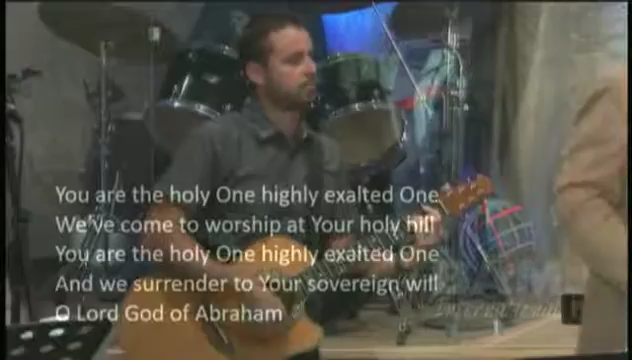 You are the holy One highly exalted One
We've come to worship at Your holy hill
You are the holy One highly exalted One
And we surrender to Your sovereign will
O Lord God of Abraham
International